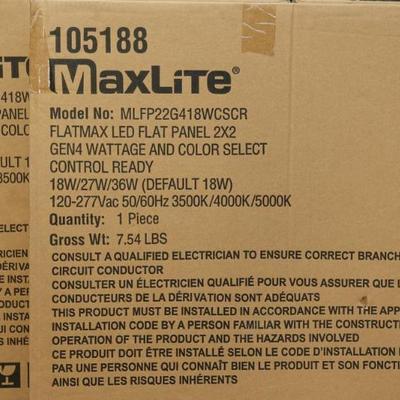 105188
MaxLite®
Model No: MLFP22G418WCSCR
FLATMAX LED FLAT PANEL 2X2
GEN4 WATTAGE AND COLOR SELECT
CONTROL READY
18W/27W/36W (DEFAULT 18W)
120-277Vac 50/60Hz 3500K/4000K/5000K
Quantity: 1 Piece
Gross Wt: 7.54 LBS
CONSULT A QUALIFIED ELECTRICIAN TO ENSURE CORRECT BRANCH
CIRCUIT CONDUCTOR
CONSULTER UN ÉLECTRICIEN QUALIFIÉ POUR VOUS ASSURER QUE L
CONDUCTEURS DE LA DÉRIVATION SONT ADÉQUATS
THIS PRODUCT MUST BE INSTALLED IN ACCORDANCE WITH THE APP
INSTALLATION CODE BY A PERSON FAMILIAR WITH THE CONSTRUCT
OPERATION OF THE PRODUCT AND THE HAZARDS INVOLVED
CE PRODUIT DOIT ÊTRE INSTALLÉ SELON LE CODE D'INSTALLATION
PAR UNE PERSONNE QUI CONNAÎT BIEN LE PRODUIT ET SON FONCT
AINSI QUE LES RISQUES INHÉRENTS